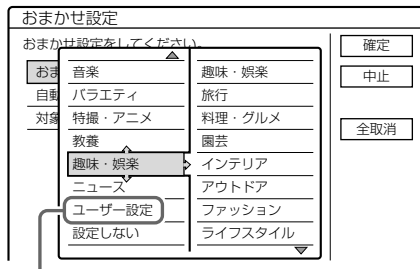 おまかせ設定
おまかせ設定をしてください。
確定
中止
全取消
おま
自動
対象
音楽
バラエティ
特撮・アニメ
教養
趣味・娯楽
ニュース
ユーザー設定
設定しない
趣味・娯楽
旅行
料理・グルメ
園芸
インテリア
アウトドア
ファッション
ライフスタイル